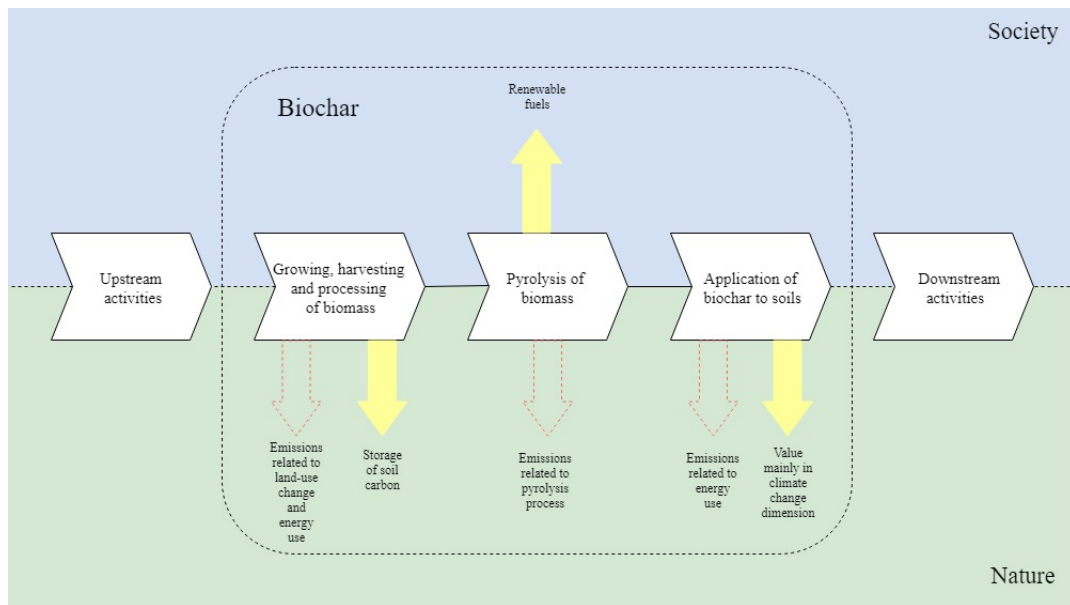 Society
Biochar
Renewable
fuels
Upstream
activities
Growing, harvesting
and processing
of biomass
Pyrolysis of
biomass
Application of
biochar to soils
Downstream
activities
Emissions
related to
land-use
change
and
energy
use
Storage
of soil
carbon
Emissions
related to
pyrolysis
process
Emissions
related to
energy
use
Value
mainly in
climate
change
dimension
Nature